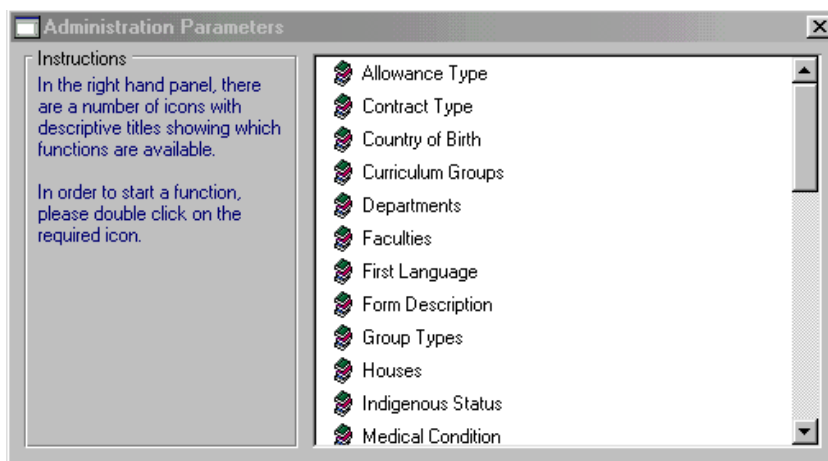 Administration Parameters
Instructions
In the right hand panel, there
are a number of icons with
descriptive titles showing which
functions are available.
In order to start a function,
please double click on the
required icon.
Allowance Type
Contract Type
Country of Birth
Curriculum Groups
Departments
Faculties
First Language
Form Description
Group Types
Houses
Indigenous Status
Medical Condition